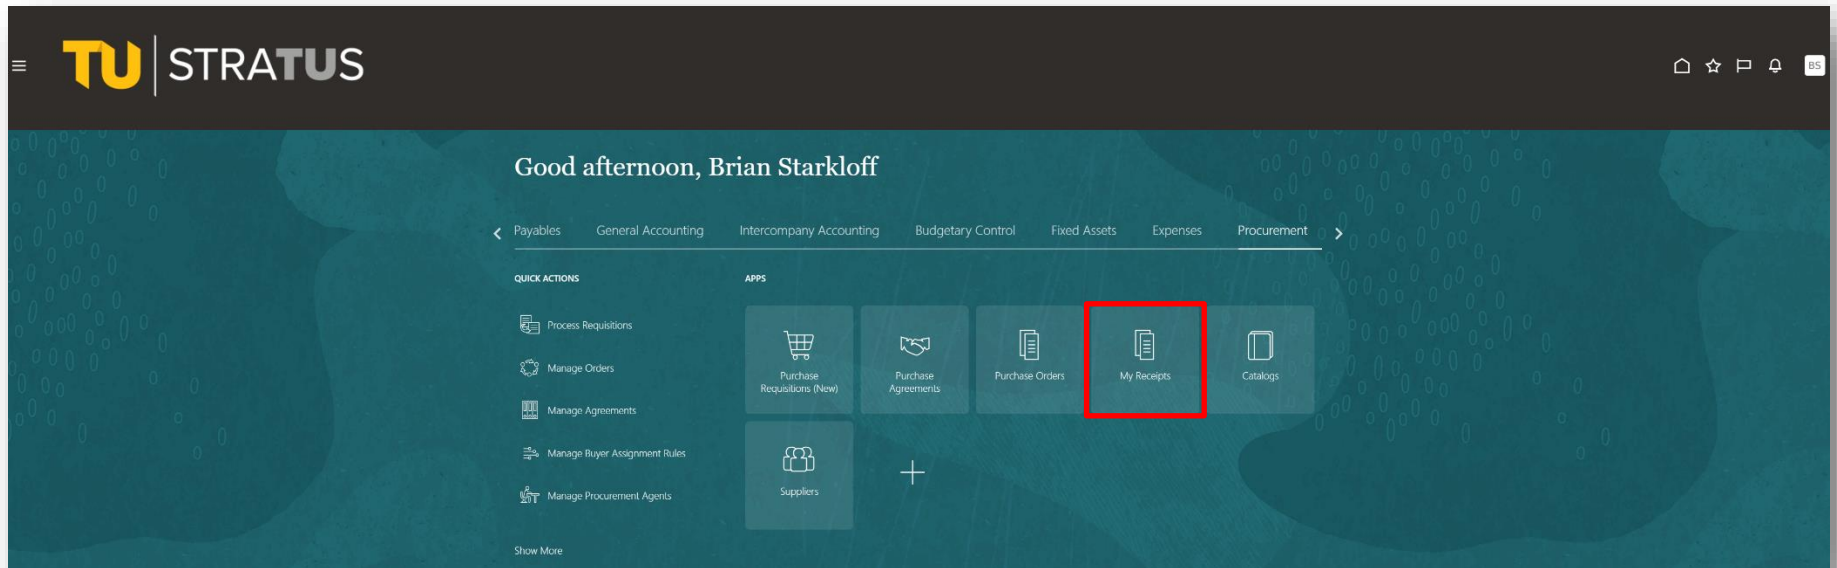 TU STRATUS
BS
Good afternoon, Brian Starkloff
Payables General Accounting Intercompany Accounting Budgetary Control Fixed Assets Expenses Procurement
QUICK ACTIONS
Process Requisitions
Manage Orders
Manage Agreements
Manage Buyer Assignment Rules
Manage Procurement Agents
Show More
APPS
Purchase
Requisitions (New)
Purchase
Agreements
Purchase Orders
My Receipts
Catalogs
Suppliers